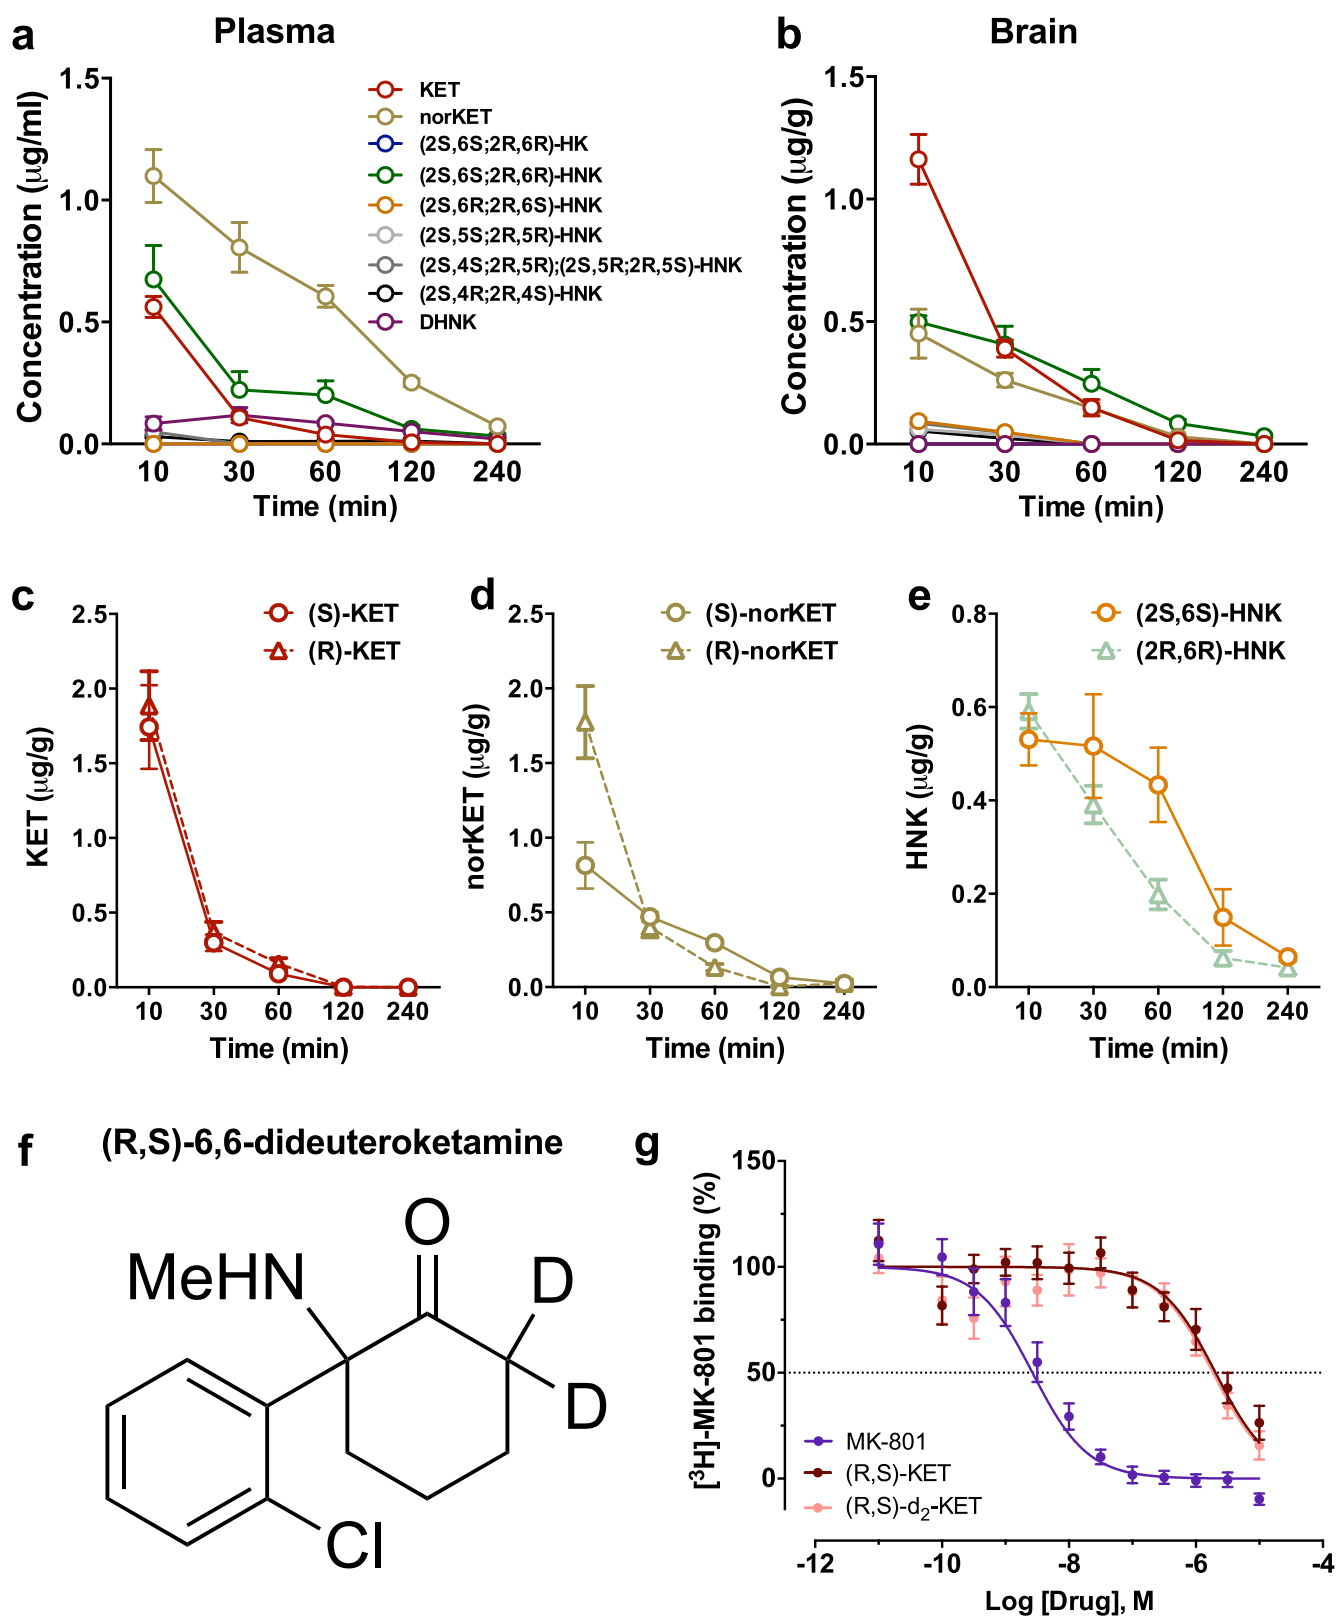 a
Plasma
Concentration (μg/ml)
1.5
1.0
0.5
0.0
10 30 60 120 240
Time (min)
KET
norKET
(2S,6S;2R,6R)-HK
(2S,6S;2R,6R)-HNK
(2S,6R;2R,6S)-HNK
(2S,5S;2R,5R)-HNK
(2S,4S;2R,5R);(2S,5R;2R,5S)-HNK
(2S,4R;2R,4S)-HNK
DHNK
b
Brain
Concentration (μg/g)
1.5
1.0
0.5
0.0
10 30 60 120 240
Time (min)
c
KET (μg/g)
2.5
2.0
1.5
1.0
0.5
0.0
10 30 60 120 240
Time (min)
(S)-KET
(R)-KET
d
norKET (μg/g)
2.5
2.0
1.5
1.0
0.5
0.0
10 30 60 120 240
Time (min)
(S)-norKET
(R)-norKET
e
HNK (μg/g)
0.8
0.6
0.4
0.2
0.0
10 30 60 120 240
Time (min)
(2S,6S)-HNK
(2R,6R)-HNK
f
(R,S)-6,6-dideuteroketamine
O
MeHN
D
D
Cl
g
[³H]-MK-801 binding (%)
150
100
50
0
MK-801
(R,S)-KET
(R,S)-d₂-KET
-12 -10 -8 -6 -4
Log [Drug], M